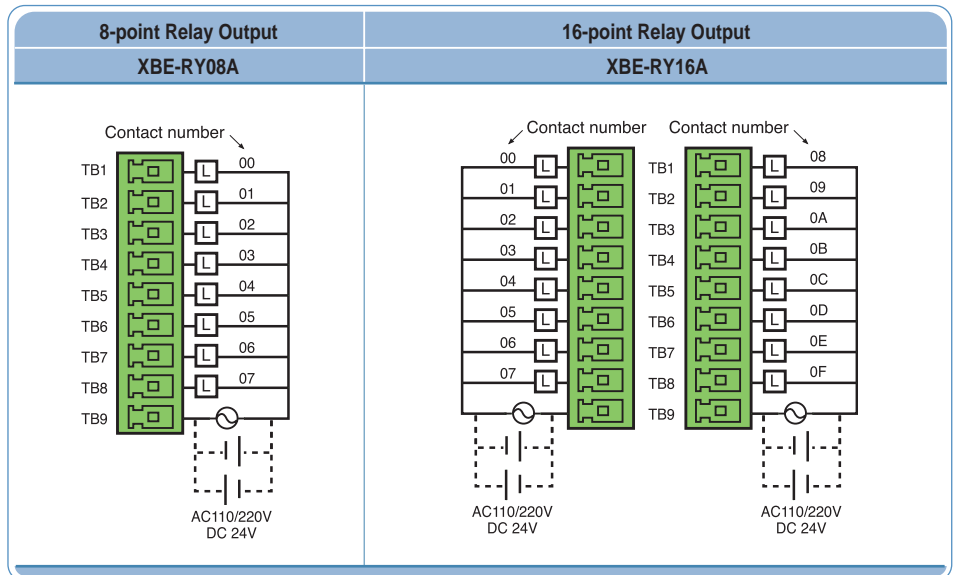 8-point Relay Output
16-point Relay Output
XBE-RY08A
XBE-RY16A
Contact number
TB1 L 00
TB2 L 01
TB3 L 02
TB4 L 03
TB5 L 04
TB6 L 05
TB7 L 06
TB8 L 07
TB9
AC110/220V
DC 24V
Contact number
Contact number
00 L TB1 L 08
01 L TB2 L 09
02 L TB3 L 0A
03 L TB4 L 0B
04 L TB5 L 0C
05 L TB6 L 0D
06 L TB7 L 0E
07 L TB8 L 0F
TB9
AC110/220V
DC 24V
AC110/220V
DC 24V